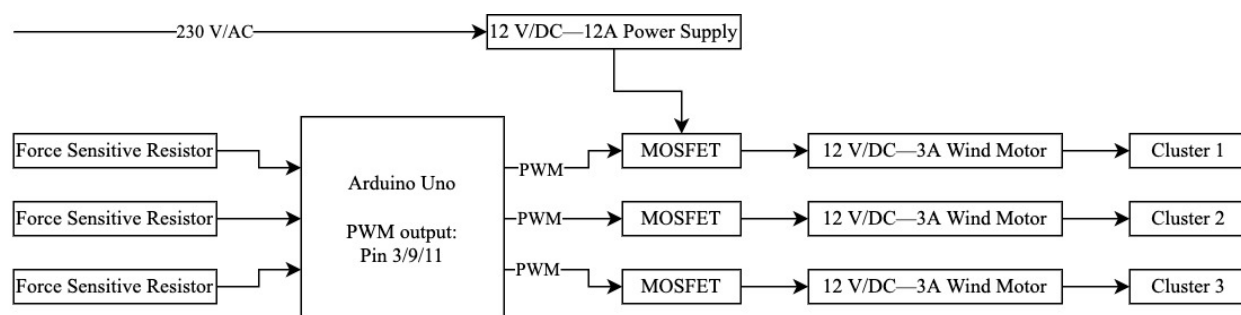 230 V/AC
12 V/DC—12A Power Supply
Force Sensitive Resistor
Force Sensitive Resistor
Force Sensitive Resistor
Arduino Uno
PWM output:
Pin 3/9/11
PWM
PWM
PWM
MOSFET
12 V/DC—3A Wind Motor
Cluster 1
MOSFET
12 V/DC—3A Wind Motor
Cluster 2
MOSFET
12 V/DC—3A Wind Motor
Cluster 3